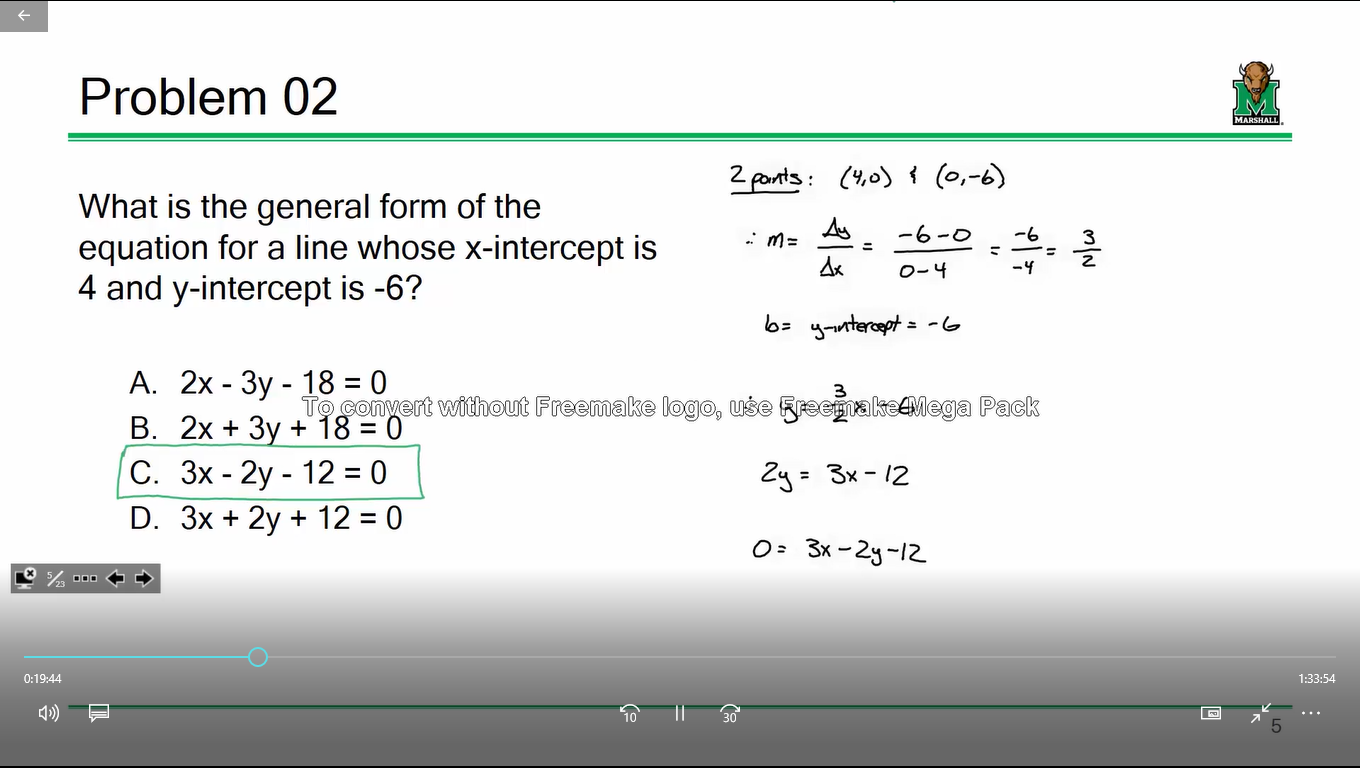 Problem 02
MARSHALL
What is the general form of the
equation for a line whose x-intercept is
4 and y-intercept is -6?
A. 2x - 3y - 18 = 0
B. 2x + 3y + 18 = 0
C. 3x - 2y - 12 = 0
D. 3x + 2y + 12 = 0
2 points: (4,0) & (0,-6)
∴ m = Δy/Δx = -6-0/0-4 = -6/-4 = 3/2
b = y-intercept = -6
∴ y = 3/2 x - 6
To convert without Freemake logo, use Freemake Mega Pack
2y = 3x - 12
0 = 3x - 2y - 12
5/23
0:19:44
1:33:54
10
30
5